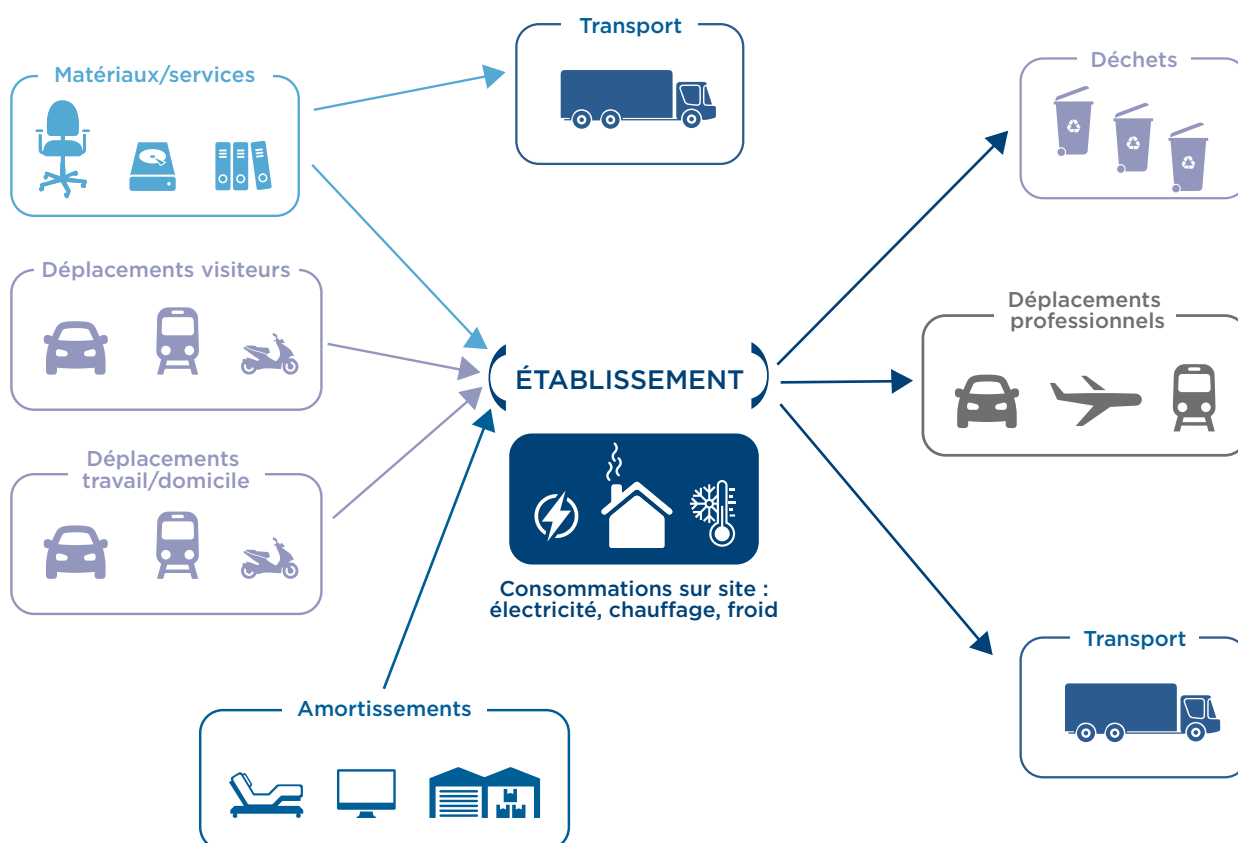 Transport
Matériaux/services
Déchets
Déplacements visiteurs
Déplacements
professionnels
ÉTABLISSEMENT
Déplacements
travail/domicile
Consommations sur site :
électricité, chauffage, froid
Transport
Amortissements